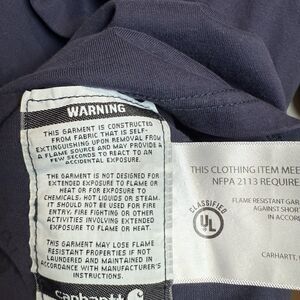 WARNING
THIS GARMENT IS CONSTRUCTED
FROM FABRIC THAT IS SELF-
EXTINGUISHING UPON REMOVAL FROM
A FLAME SOURCE AND MAY PROVIDE A
FEW SECONDS TO REACT TO AN
ACCIDENTAL EXPOSURE.
THE GARMENT IS NOT DESIGNED FOR
EXTENDED EXPOSURE TO FLAME OR
HEAT OR FOR EXPOSURE TO
CHEMICALS, HOT LIQUIDS OR STEAM.
IT SHOULD NOT BE USED FOR FIRE
ENTRY, FIRE FIGHTING OR OTHER
ACTIVITIES INVOLVING EXTENDED
EXPOSURE TO FLAME OR HEAT.
THIS GARMENT MAY LOSE FLAME
RESISTANT PROPERTIES IF NOT
LAUNDERED AND MAINTAINED IN
ACCORDANCE WITH MANUFACTURER'S
INSTRUCTIONS.
carhartt
THIS CLOTHING ITEM MEE
NFPA 2113 REQUIRE
CLASSIFIED
UL
FLAME RESISTANT GAR
AGAINST SHOR
IN ACCOR
CARHARTT,